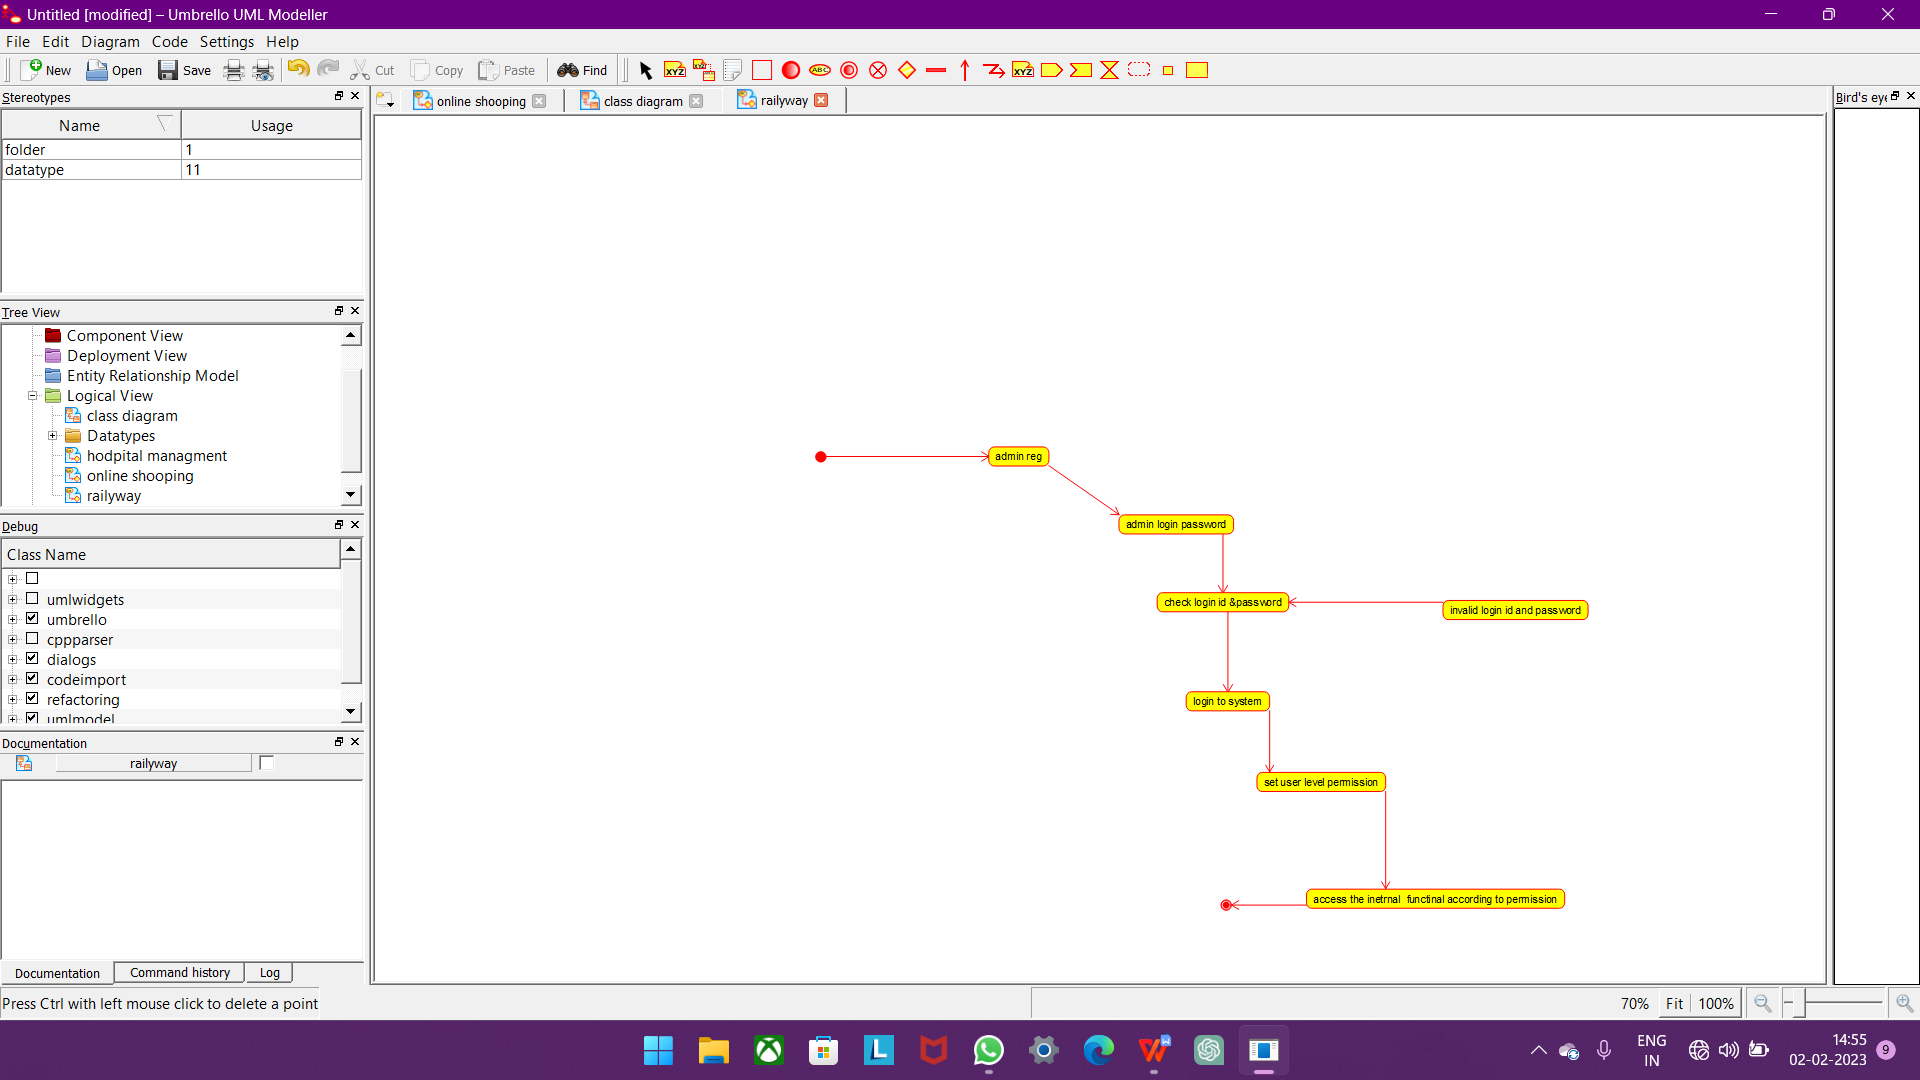 Untitled [modified] – Umbrello UML Modeller
File Edit Diagram Code Settings Help
New Open Save Cut Copy Paste Find XYZ XYZ ABC XYZ
Stereotypes
Name Usage
folder 1
datatype 11
Tree View
Component View
Deployment View
Entity Relationship Model
Logical View
class diagram
Datatypes
hodpital managment
online shooping
railyway
Debug
Class Name
umlwidgets
umbrello
cppparser
dialogs
codeimport
refactoring
umlmodel
Documentation
railyway
Documentation Command history Log
online shooping class diagram railyway
admin reg
admin login password
check login id &password
invalid login id and password
login to system
set user level permission
access the inetrnal functinal according to permission
Bird's eye
Press Ctrl with left mouse click to delete a point
70% Fit 100%
L
W
ENG
IN
14:55
02-02-2023
9